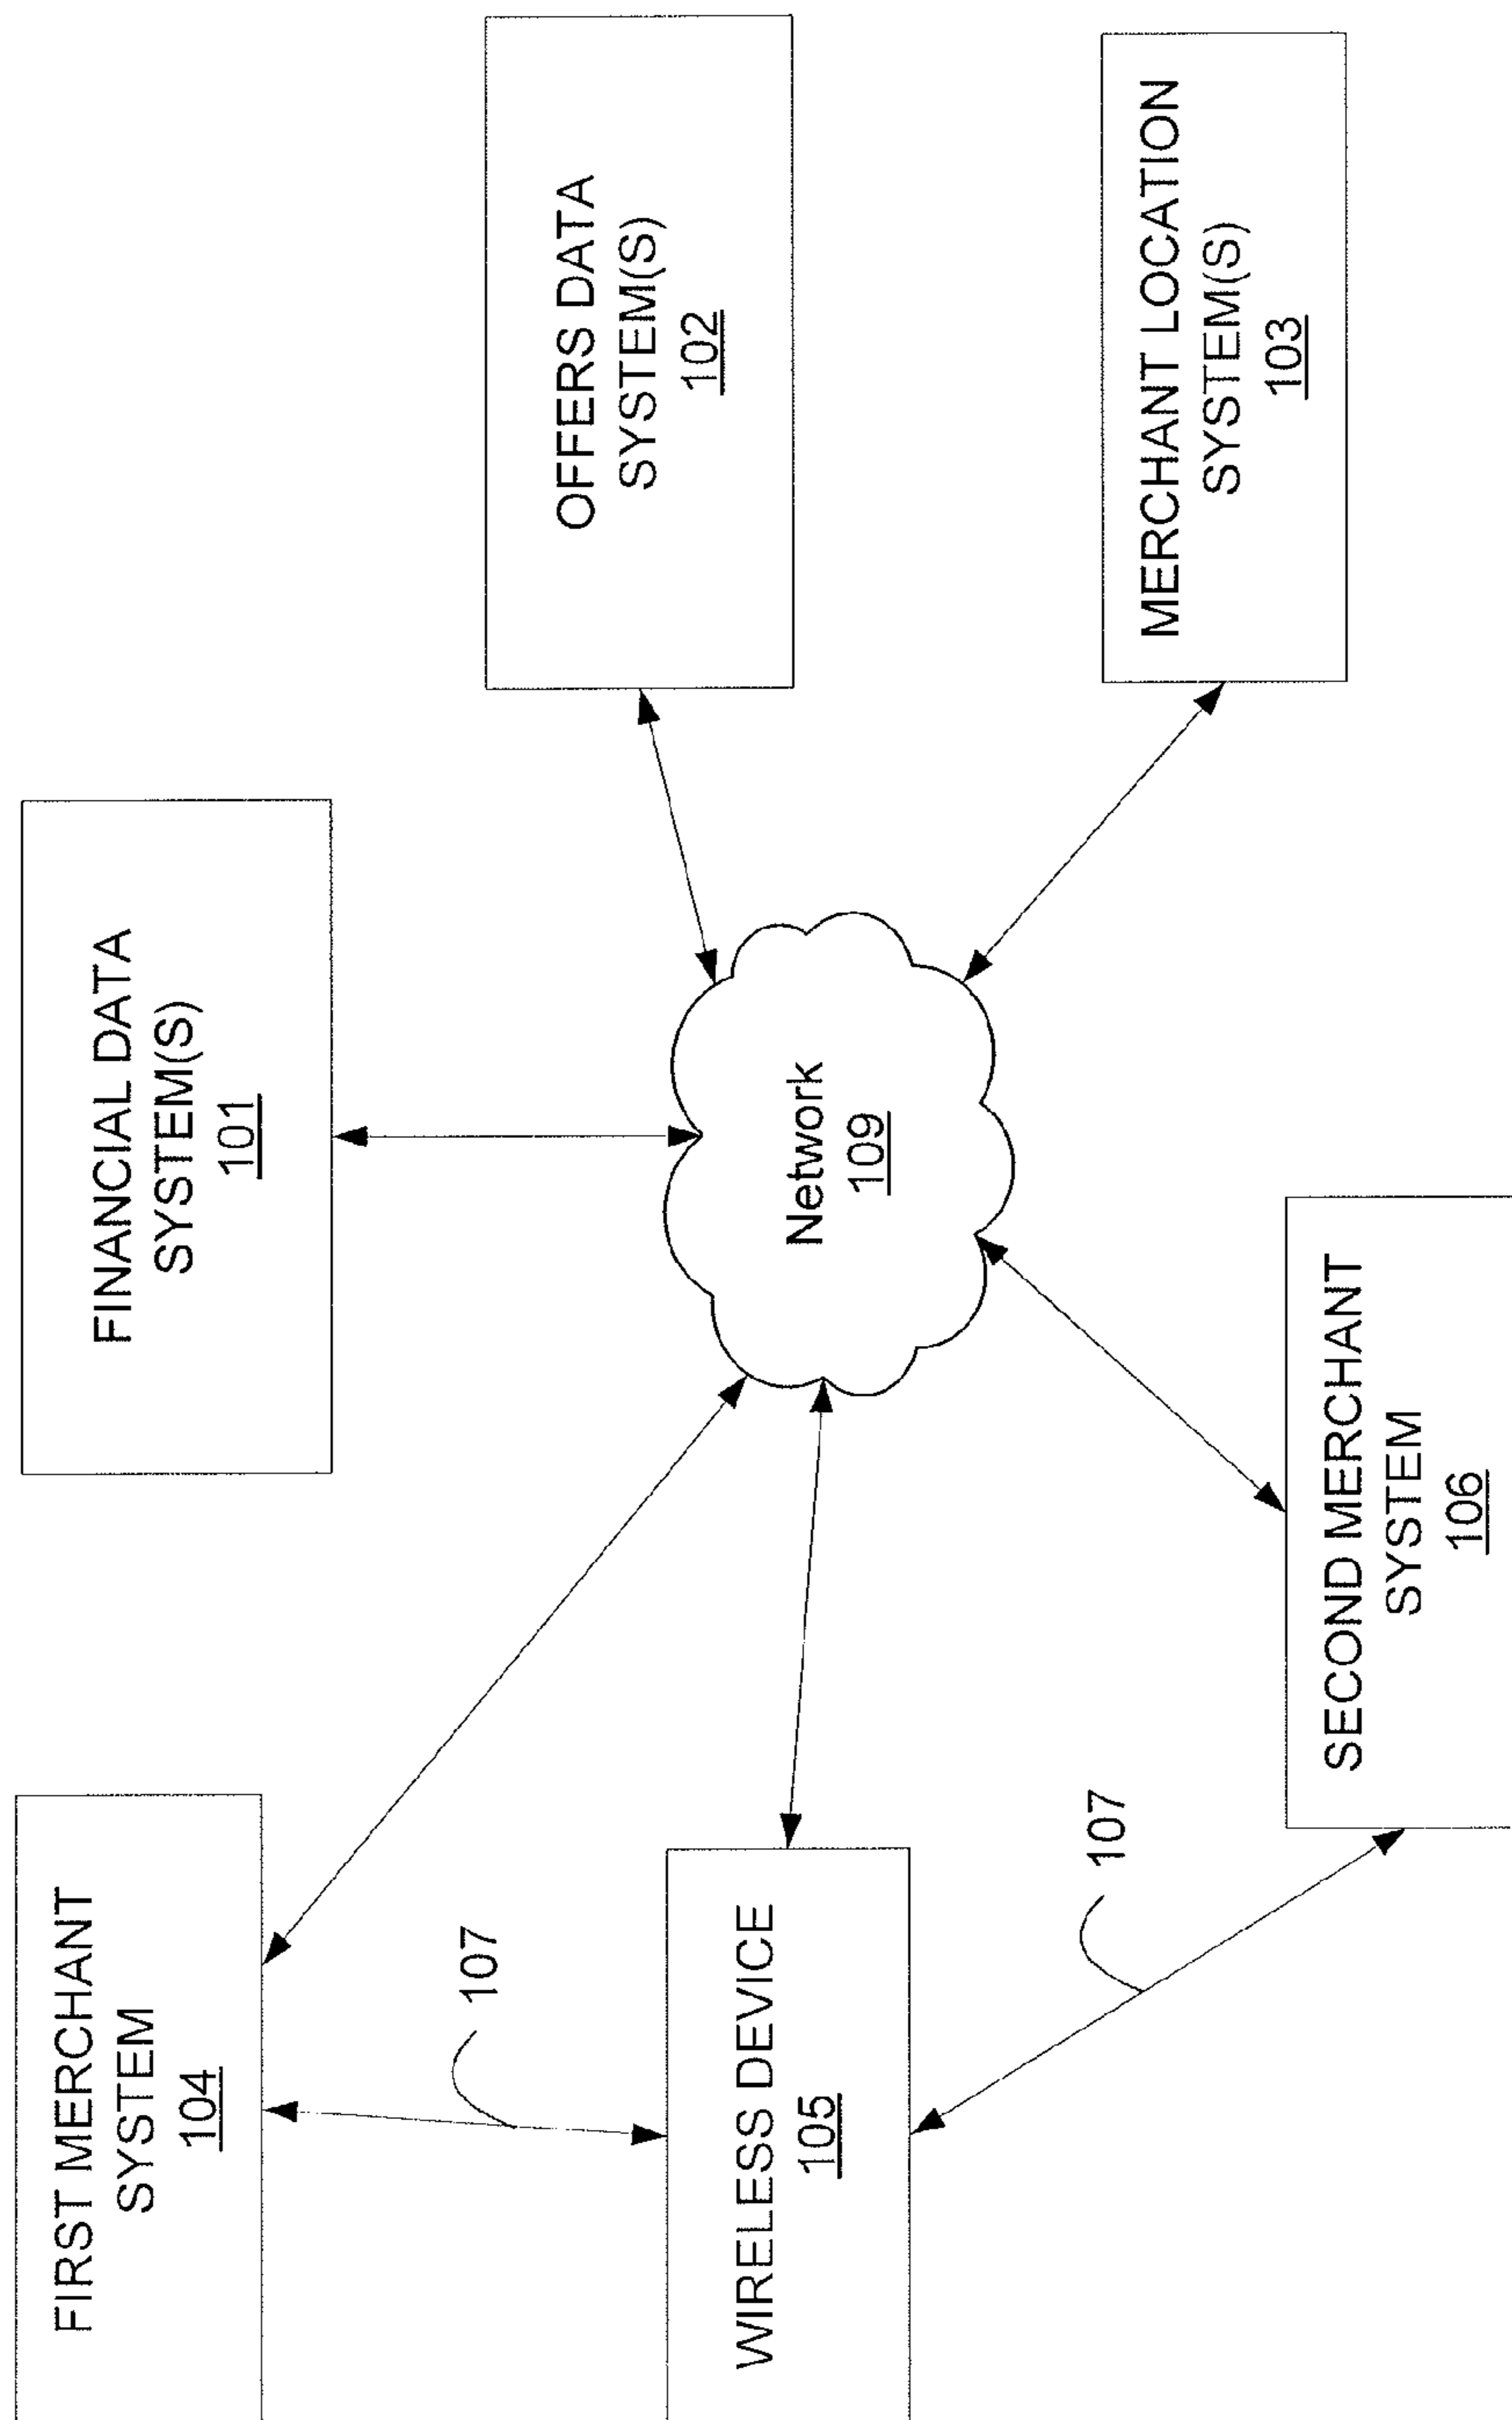 FIRST MERCHANT
SYSTEM
104
FINANCIAL DATA
SYSTEM(S)
101
OFFERS DATA
SYSTEM(S)
102
107
WIRELESS DEVICE
105
Network
109
107
SECOND MERCHANT
SYSTEM
106
MERCHANT LOCATION
SYSTEM(S)
103